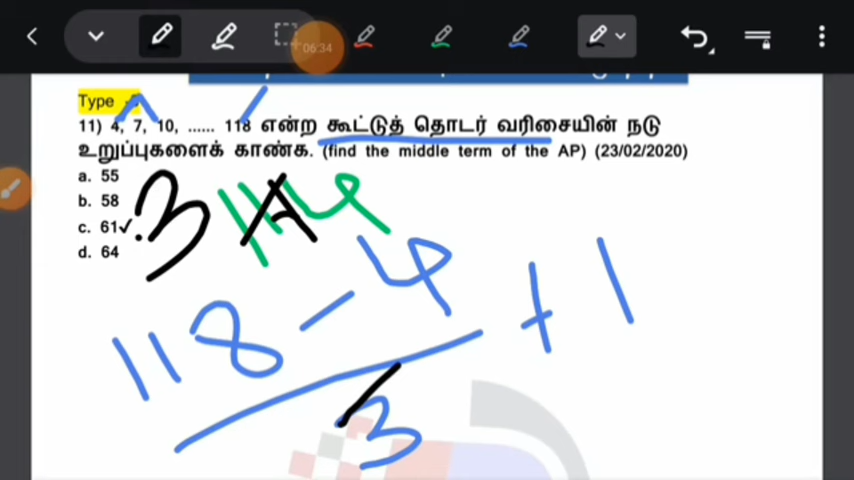 06:34
Type
11) 4, 7, 10, ...... 118 என்ற கூட்டுத் தொடர் வரிசையின் நடு
உறுப்புகளைக் காண்க. (find the middle term of the AP) (23/02/2020)
a. 55
b. 58
c. 61✓
d. 64
3
114
118 - 4 + 1
3